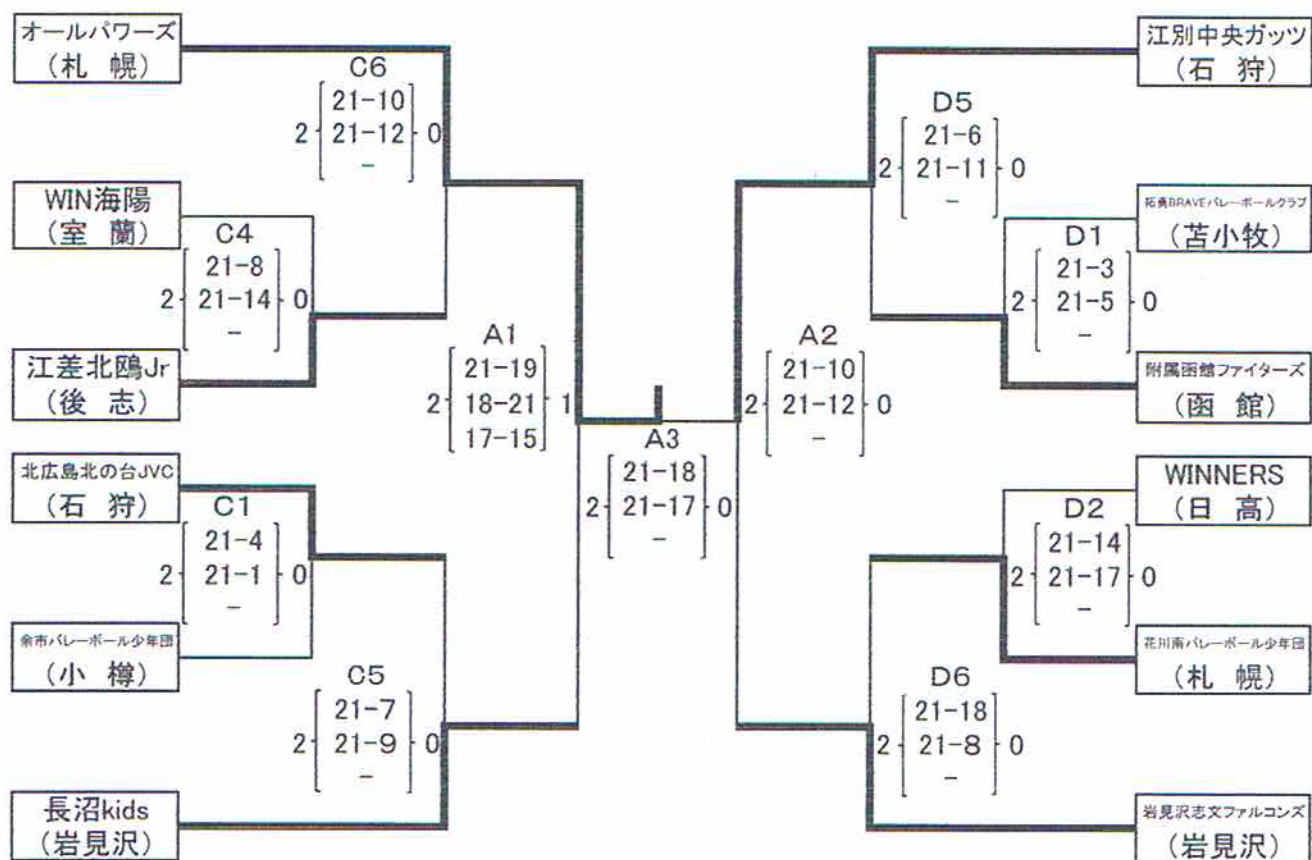 オールパワーズ
(札 幌)
WIN海陽
(室 蘭)
江差北鴎Jr
(後 志)
北広島北の台JVC
(石 狩)
余市バレーボール少年団
(小 樽)
長沼kids
(岩見沢)
C6
21-10
2 21-12 0
-
C4
21-8
2 21-14 0
-
C1
21-4
2 21-1 0
-
C5
21-7
2 21-9 0
-
A1
21-19
2 18-21 1
17-15
A3
21-18
2 21-17 0
-
A2
21-10
2 21-12 0
-
D5
21-6
2 21-11 0
-
D1
21-3
2 21-5 0
-
D2
21-14
2 21-17 0
-
D6
21-18
2 21-8 0
-
江別中央ガッツ
(石 狩)
拓勇BRAVEバレーボールクラブ
(苫小牧)
附属函館ファイターズ
(函 館)
WINNERS
(日 高)
花川南バレーボール少年団
(札 幌)
岩見沢志文ファルコンズ
(岩見沢)